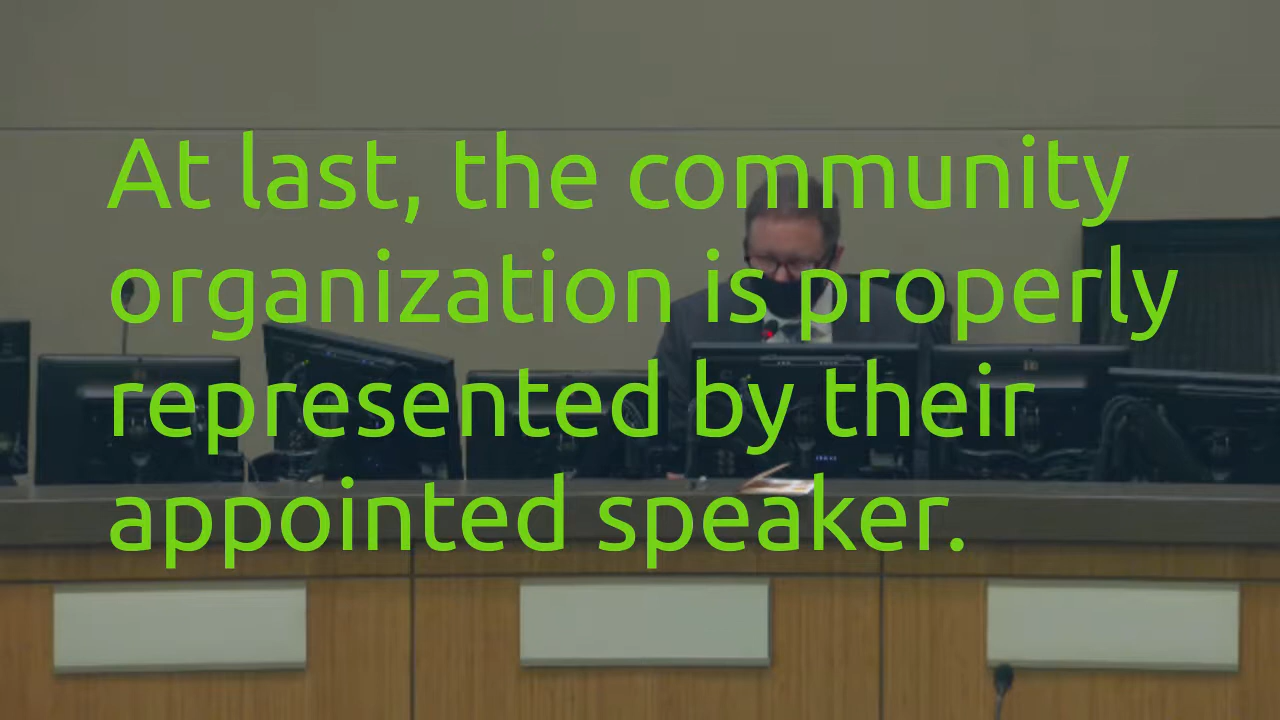 At last, the community
organization is properly
represented by their
appointed speaker.